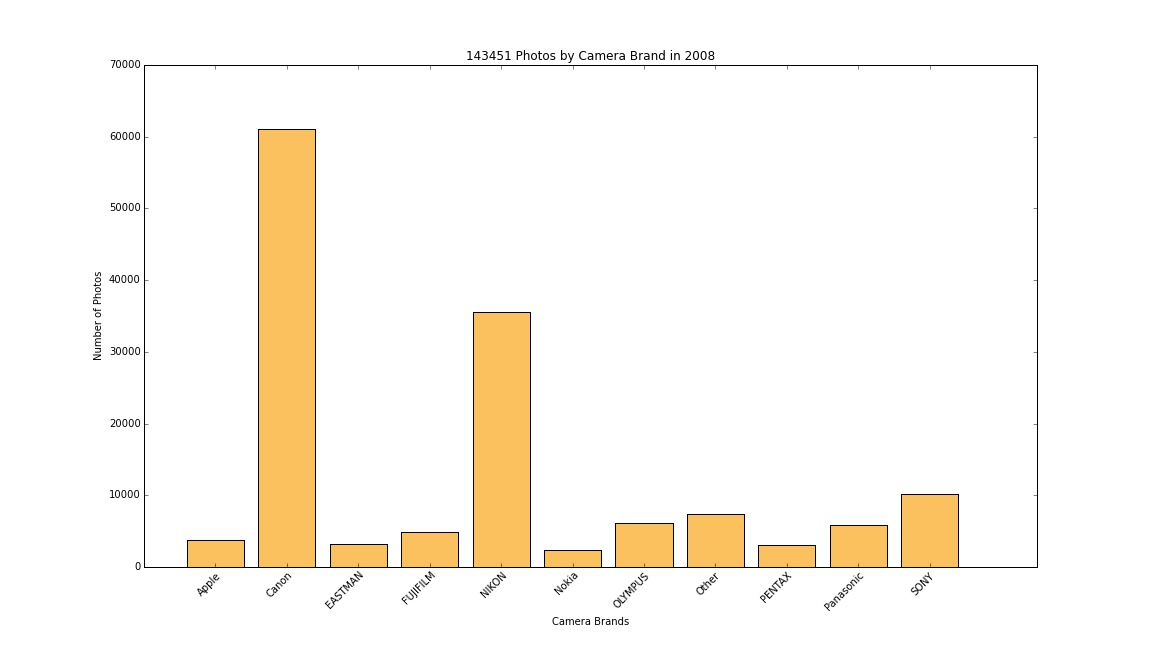 143451 Photos by Camera Brand in 2008
70000
60000
50000
40000
30000
20000
10000
0
Number of Photos
Apple
Canon
EASTMAN
FUJIFILM
NIKON
Nokia
OLYMPUS
Other
PENTAX
Panasonic
SONY
Camera Brands